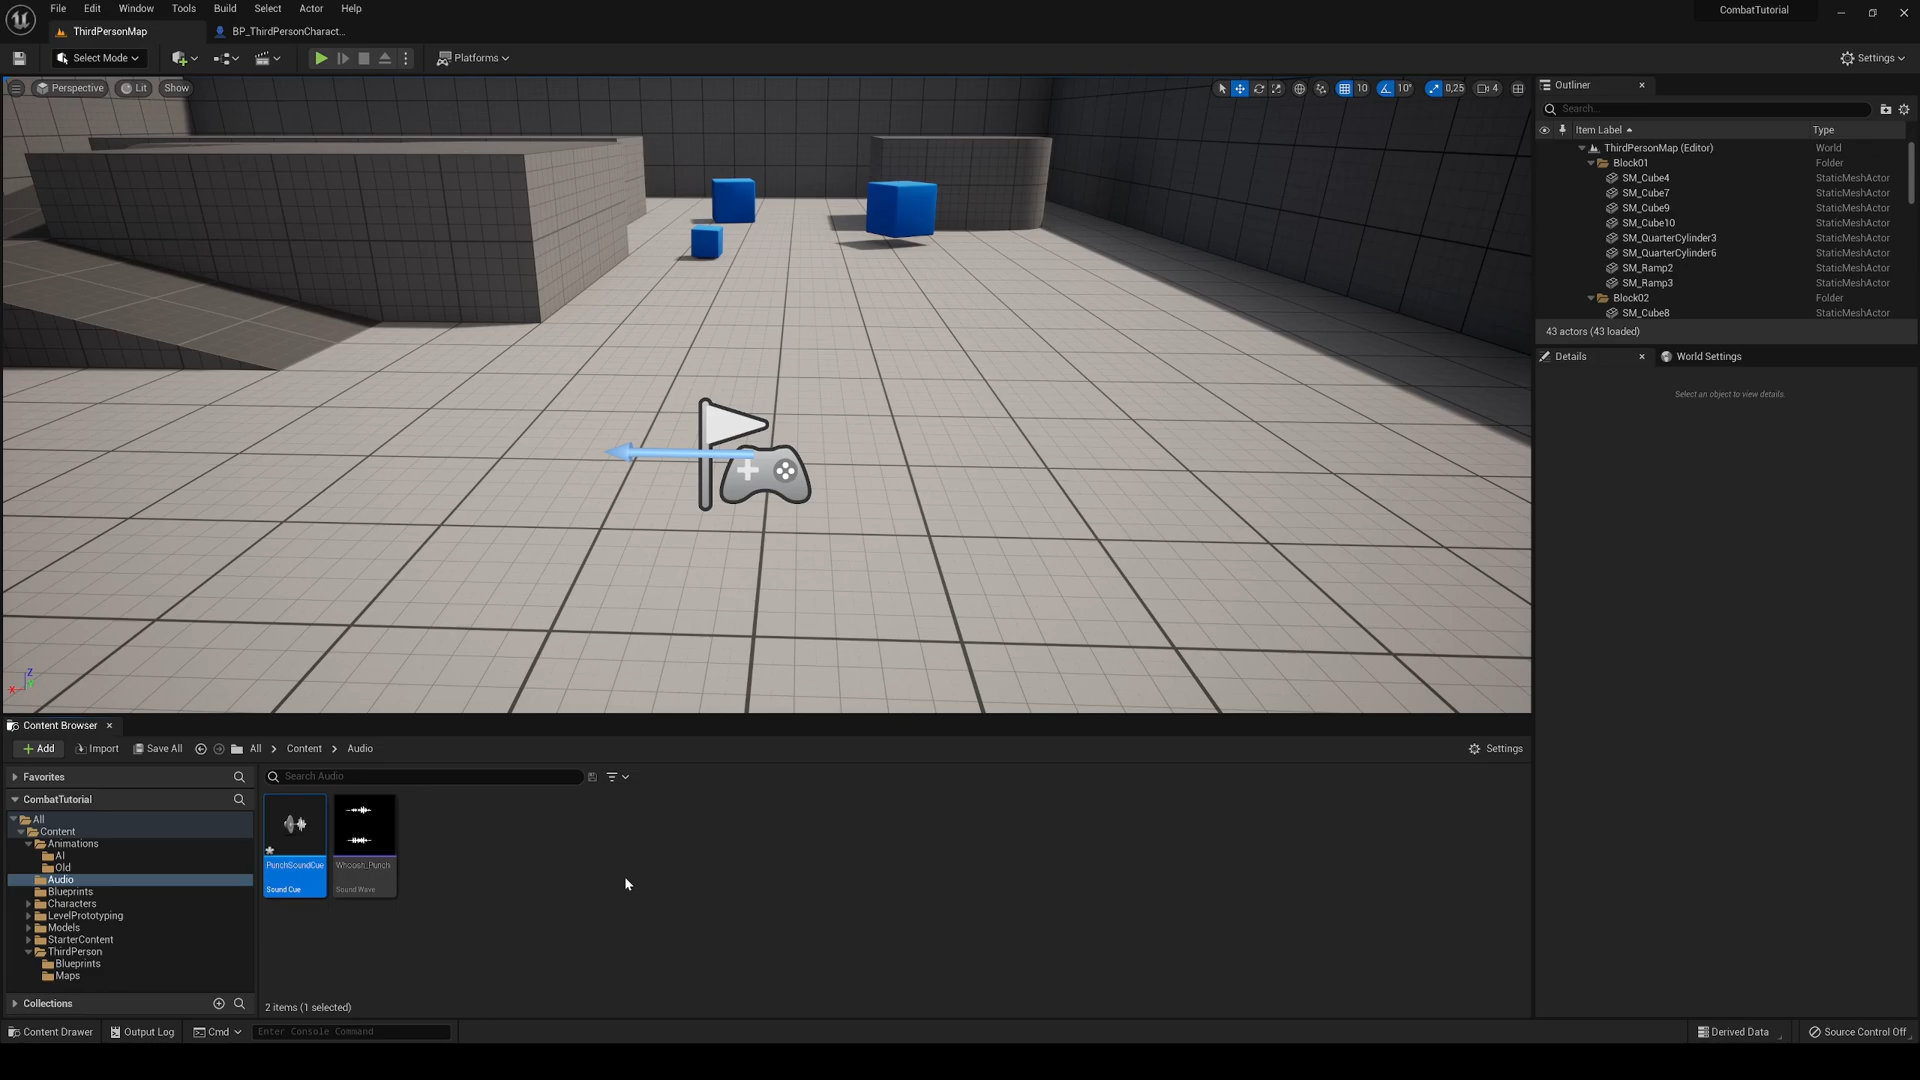 File Edit Window Tools Build Select Actor Help
CombatTutorial
ThirdPersonMap
BP_ThirdPersonCharact...
Select Mode
Platforms
Settings
Perspective
Lit
Show
10
10°
0,25
4
Outliner
Search...
Item Label
Type
ThirdPersonMap (Editor) World
Block01 Folder
SM_Cube4 StaticMeshActor
SM_Cube7 StaticMeshActor
SM_Cube9 StaticMeshActor
SM_Cube10 StaticMeshActor
SM_QuarterCylinder3 StaticMeshActor
SM_QuarterCylinder6 StaticMeshActor
SM_Ramp2 StaticMeshActor
SM_Ramp3 StaticMeshActor
Block02 Folder
SM_Cube8 StaticMeshActor
43 actors (43 loaded)
Details
World Settings
Select an object to view details.
Z
Y
X
Content Browser
Add
Import
Save All
All
Content
Audio
Settings
Favorites
Search Audio
CombatTutorial
All
Content
Animations
AI
Old
Audio
Blueprints
Characters
LevelPrototyping
Models
StarterContent
ThirdPerson
Blueprints
Maps
Collections
PunchSoundCue
Sound Cue
Whoosh_Punch
Sound Wave
2 items (1 selected)
Content Drawer
Output Log
Cmd
Enter Console Command
Derived Data
Source Control Off